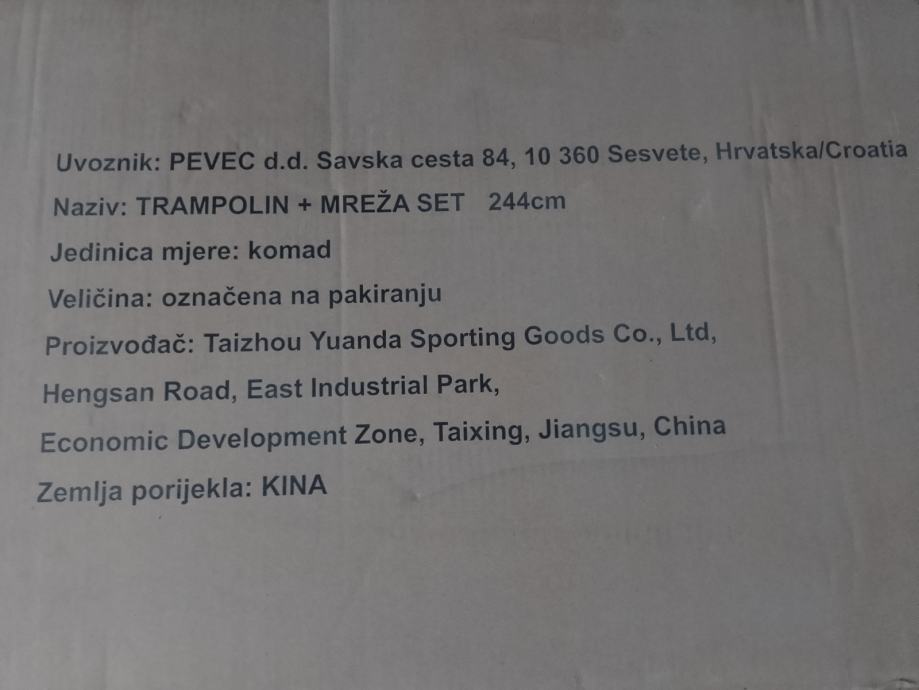 Uvoznik: PEVEC d.d. Savska cesta 84, 10 360 Sesvete, Hrvatska/Croatia
Naziv: TRAMPOLIN + MREŽA SET 244cm
Jedinica mjere: komad
Veličina: označena na pakiranju
Proizvođač: Taizhou Yuanda Sporting Goods Co., Ltd,
Hengsan Road, East Industrial Park,
Economic Development Zone, Taixing, Jiangsu, China
Zemlja porijekla: KINA